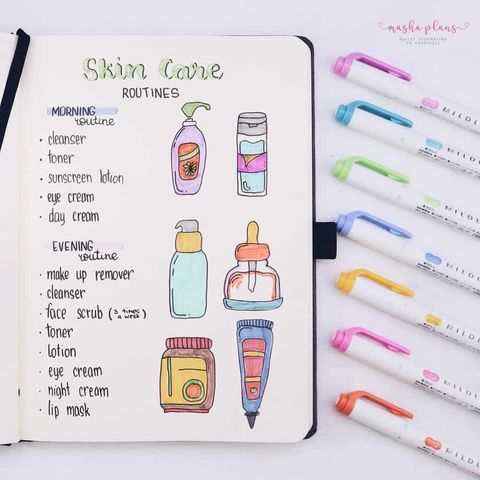 masha plans
BULLET JOURNALING
TO HAPPINESS
Skin Care
ROUTINES
MORNING
routine
· cleanser
· toner
· sunscreen lotion
· eye cream
· day cream
EVENING
routine
· make up remover
· cleanser
· face scrub (3 times a week)
· toner
· lotion
· eye cream
· night cream
· lip mask
MILDL
MILDL
MILDL
MILDL
MILDL
MILDL
MILDL